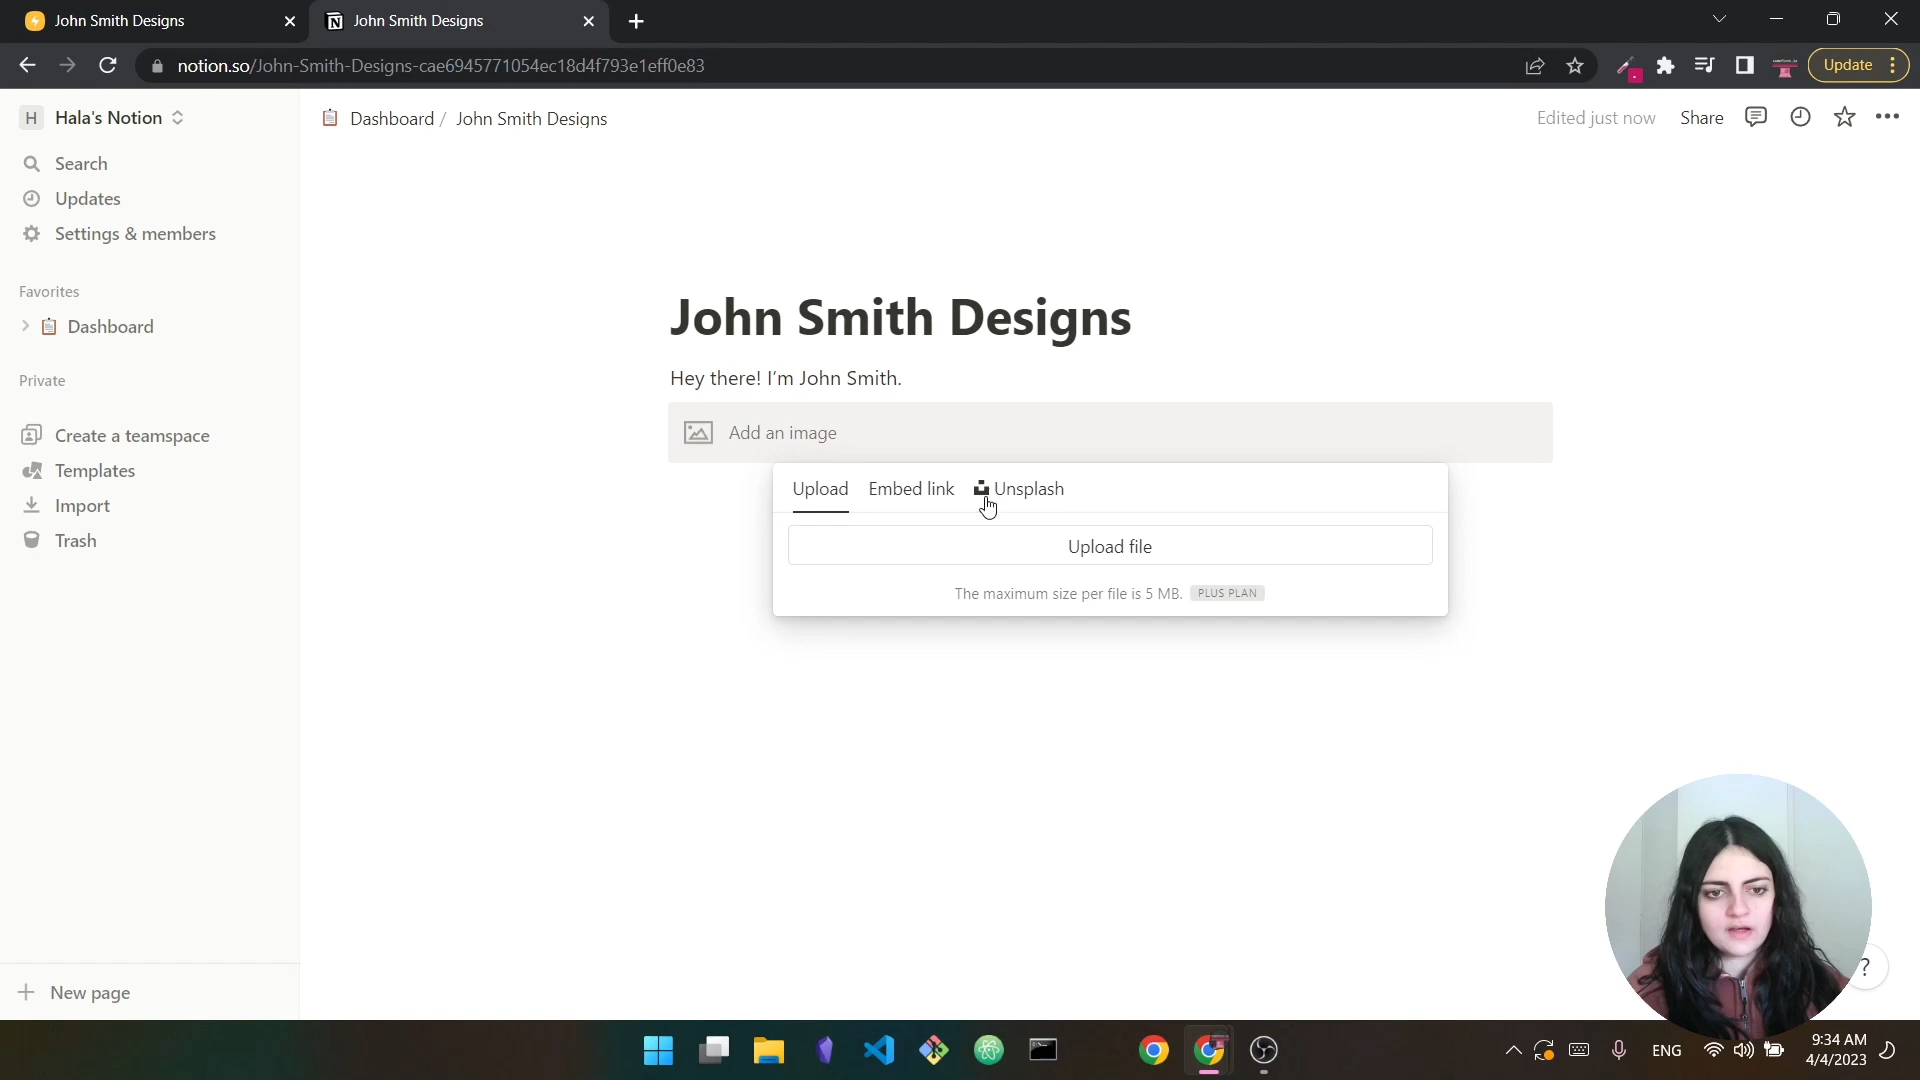 John Smith Designs
John Smith Designs
notion.so/John-Smith-Designs-cae6945771054ec18d4f793e1eff0e83
Update
H Hala's Notion
Dashboard / John Smith Designs
Edited just now
Share
Search
Updates
Settings & members
Favorites
Dashboard
Private
Create a teamspace
Templates
Import
Trash
New page
John Smith Designs
Hey there! I'm John Smith.
Add an image
Upload Embed link Unsplash
Upload file
The maximum size per file is 5 MB. PLUS PLAN
?
ENG
9:34 AM
4/4/2023